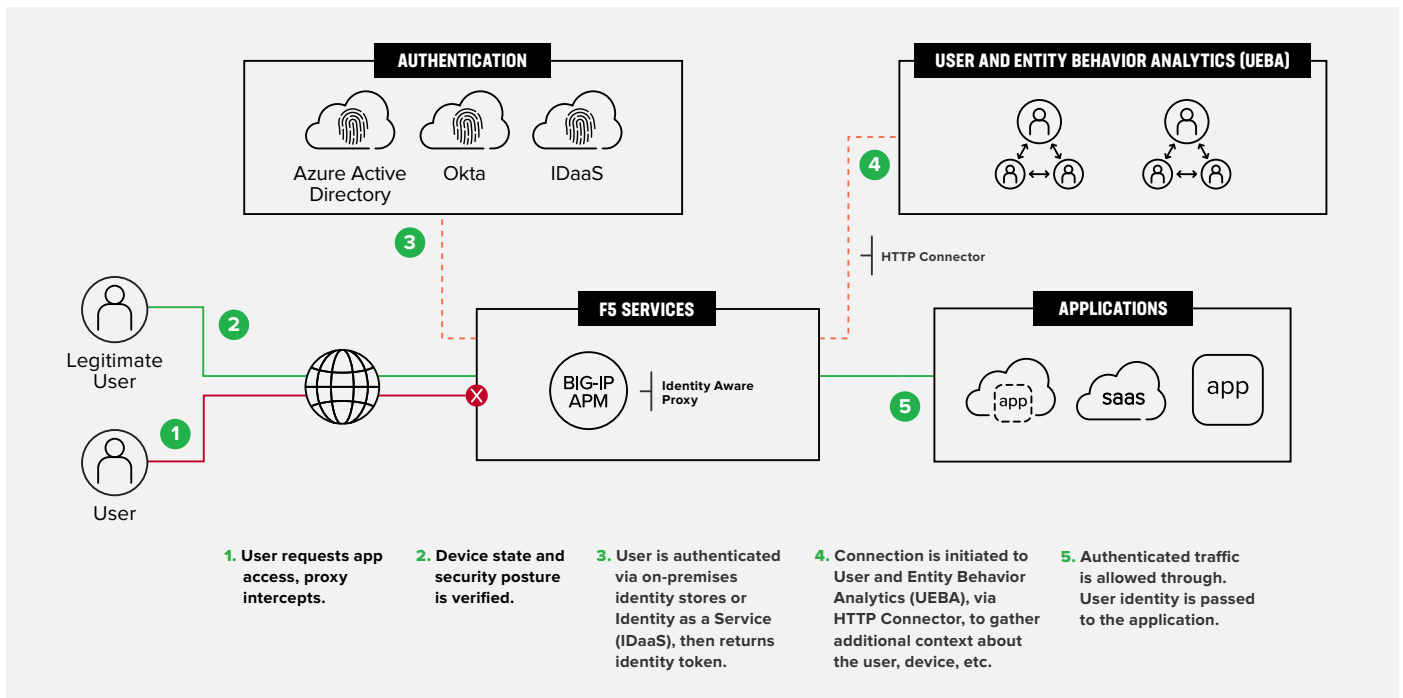 AUTHENTICATION
Azure Active
Directory
Okta
IDaaS
USER AND ENTITY BEHAVIOR ANALYTICS (UEBA)
4
3
HTTP Connector
Legitimate
User
2
1
User
F5 SERVICES
BIG-IP
APM
Identity Aware
Proxy
5
APPLICATIONS
app
saas
app
1. User requests app
access, proxy
intercepts.
2. Device state and
security posture
is verified.
3. User is authenticated
via on-premises
identity stores or
Identity as a Service
(IDaaS), then returns
identity token.
4. Connection is initiated to
User and Entity Behavior
Analytics (UEBA), via
HTTP Connector, to gather
additional context about
the user, device, etc.
5. Authenticated traffic
is allowed through.
User identity is passed
to the application.